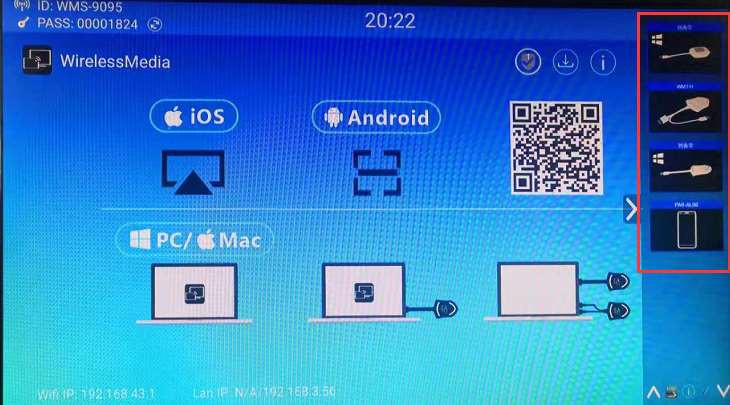 ID: WMS-9095
PASS: 00001824
20:22
WirelessMedia
iOS
Android
PC/ Mac
Wifi IP: 192.168.43.1
Lan IP: N/A/192.168.3.56